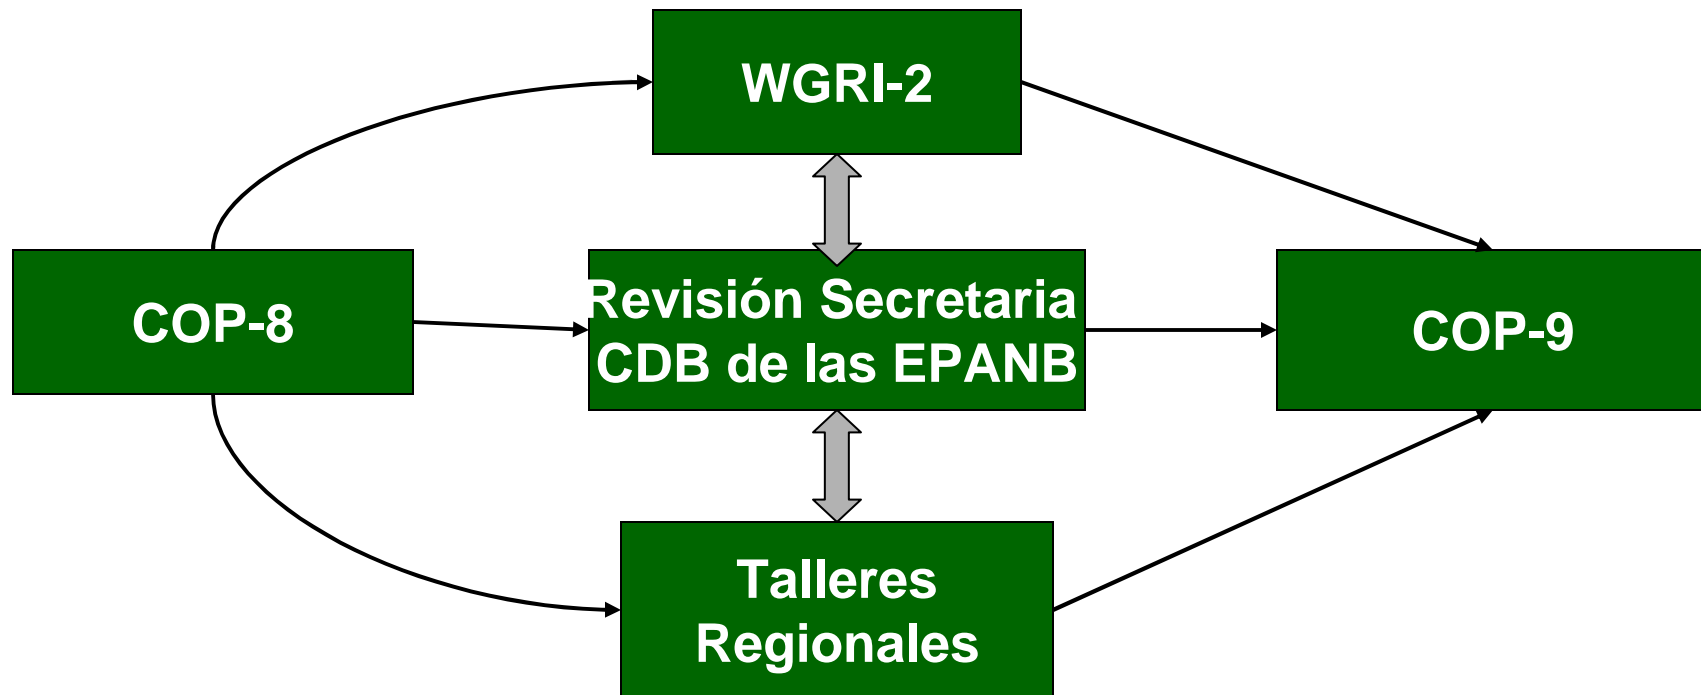 WGRI-2
COP-8
Revisión Secretaria
CDB de las EPANB
COP-9
Talleres
Regionales